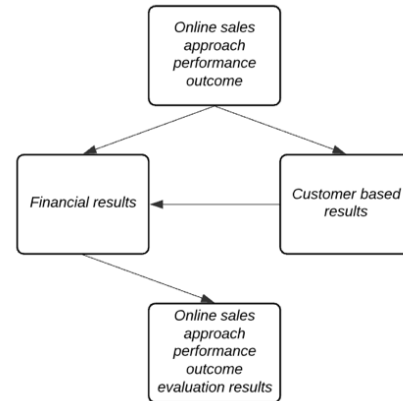 Online sales
approach
performance
outcome
Financial results
Customer based
results
Online sales
approach
performance
outcome
evaluation results